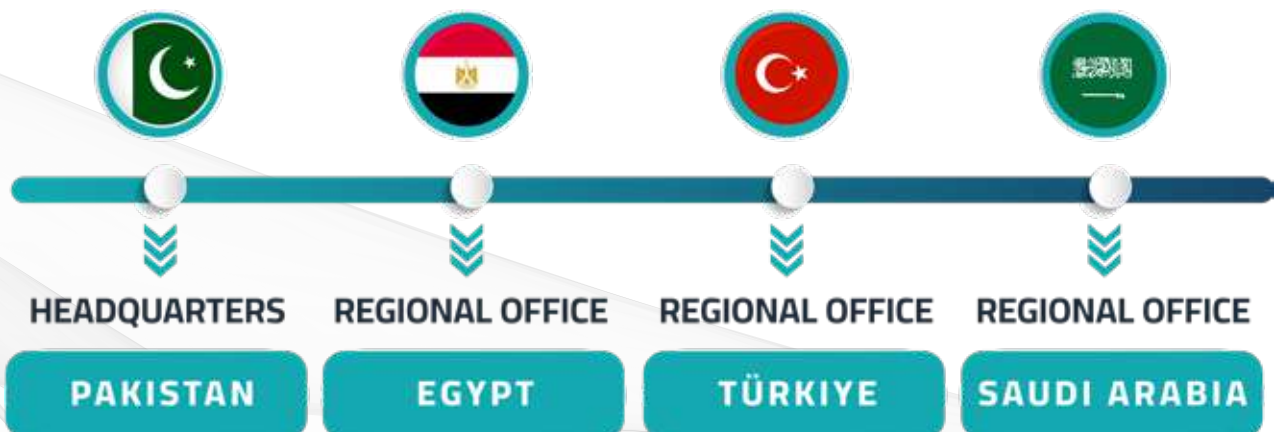 HEADQUARTERS
PAKISTAN
REGIONAL OFFICE
EGYPT
REGIONAL OFFICE
TÜRKIYE
REGIONAL OFFICE
SAUDI ARABIA